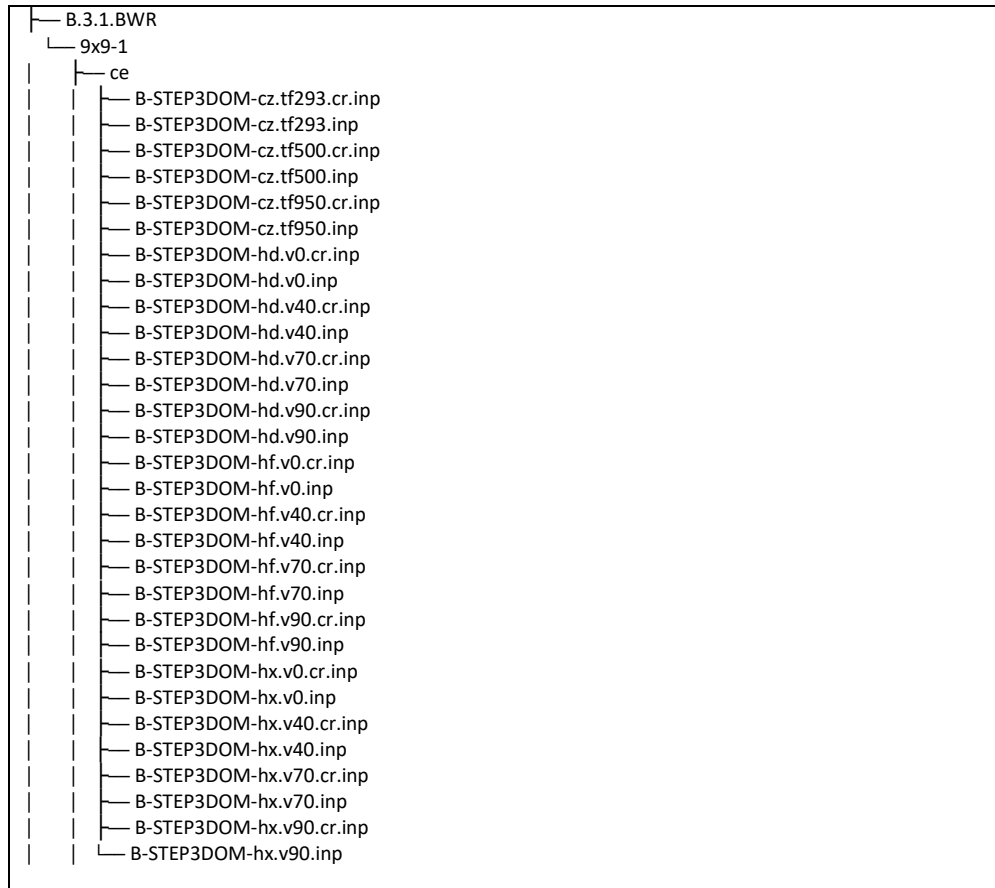 B.3.1.BWR
9x9-1
ce
B-STEP3DOM-cz.tf293.cr.inp
B-STEP3DOM-cz.tf293.inp
B-STEP3DOM-cz.tf500.cr.inp
B-STEP3DOM-cz.tf500.inp
B-STEP3DOM-cz.tf950.cr.inp
B-STEP3DOM-cz.tf950.inp
B-STEP3DOM-hd.v0.cr.inp
B-STEP3DOM-hd.v0.inp
B-STEP3DOM-hd.v40.cr.inp
B-STEP3DOM-hd.v40.inp
B-STEP3DOM-hd.v70.cr.inp
B-STEP3DOM-hd.v70.inp
B-STEP3DOM-hd.v90.cr.inp
B-STEP3DOM-hd.v90.inp
B-STEP3DOM-hf.v0.cr.inp
B-STEP3DOM-hf.v0.inp
B-STEP3DOM-hf.v40.cr.inp
B-STEP3DOM-hf.v40.inp
B-STEP3DOM-hf.v70.cr.inp
B-STEP3DOM-hf.v70.inp
B-STEP3DOM-hf.v90.cr.inp
B-STEP3DOM-hf.v90.inp
B-STEP3DOM-hx.v0.cr.inp
B-STEP3DOM-hx.v0.inp
B-STEP3DOM-hx.v40.cr.inp
B-STEP3DOM-hx.v40.inp
B-STEP3DOM-hx.v70.cr.inp
B-STEP3DOM-hx.v70.inp
B-STEP3DOM-hx.v90.cr.inp
B-STEP3DOM-hx.v90.inp